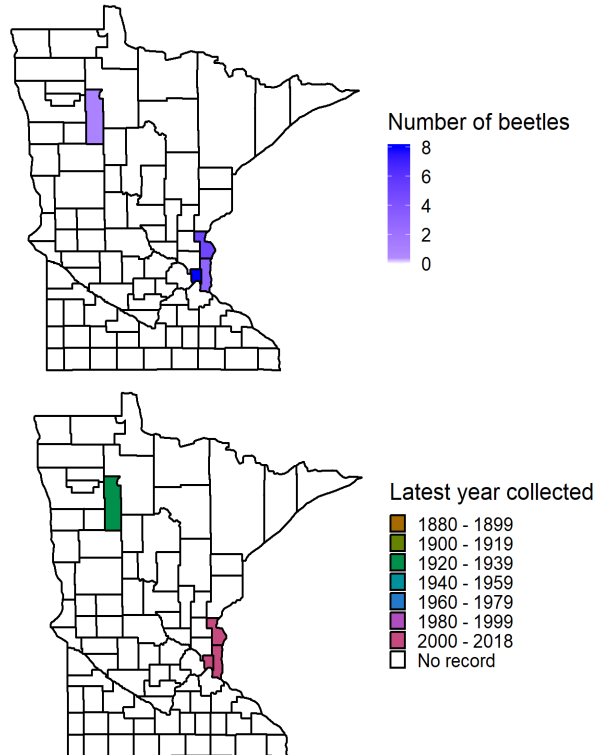 Number of beetles
8
6
4
2
0
Latest year collected
1880 - 1899
1900 - 1919
1920 - 1939
1940 - 1959
1960 - 1979
1980 - 1999
2000 - 2018
No record